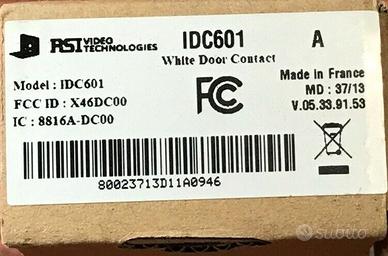 RSI VIDEO TECHNOLOGIES
IDC601 A
White Door Contact
Model : IDC601
FCC ID : X46DC00
IC : 8816A-DC00
FC
Made in France
MD : 37/13
V.05.33.91.53
80023713D11A0946
subito